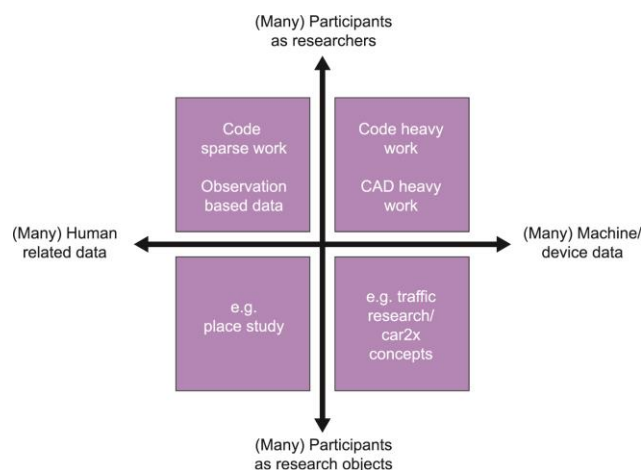 (Many) Participants
as researchers
Code
sparse work
Observation
based data
Code heavy
work
CAD heavy
work
(Many) Human
related data
(Many) Machine/
device data
e.g.
place study
e.g. traffic
research/
car2x
concepts
(Many) Participants
as research objects